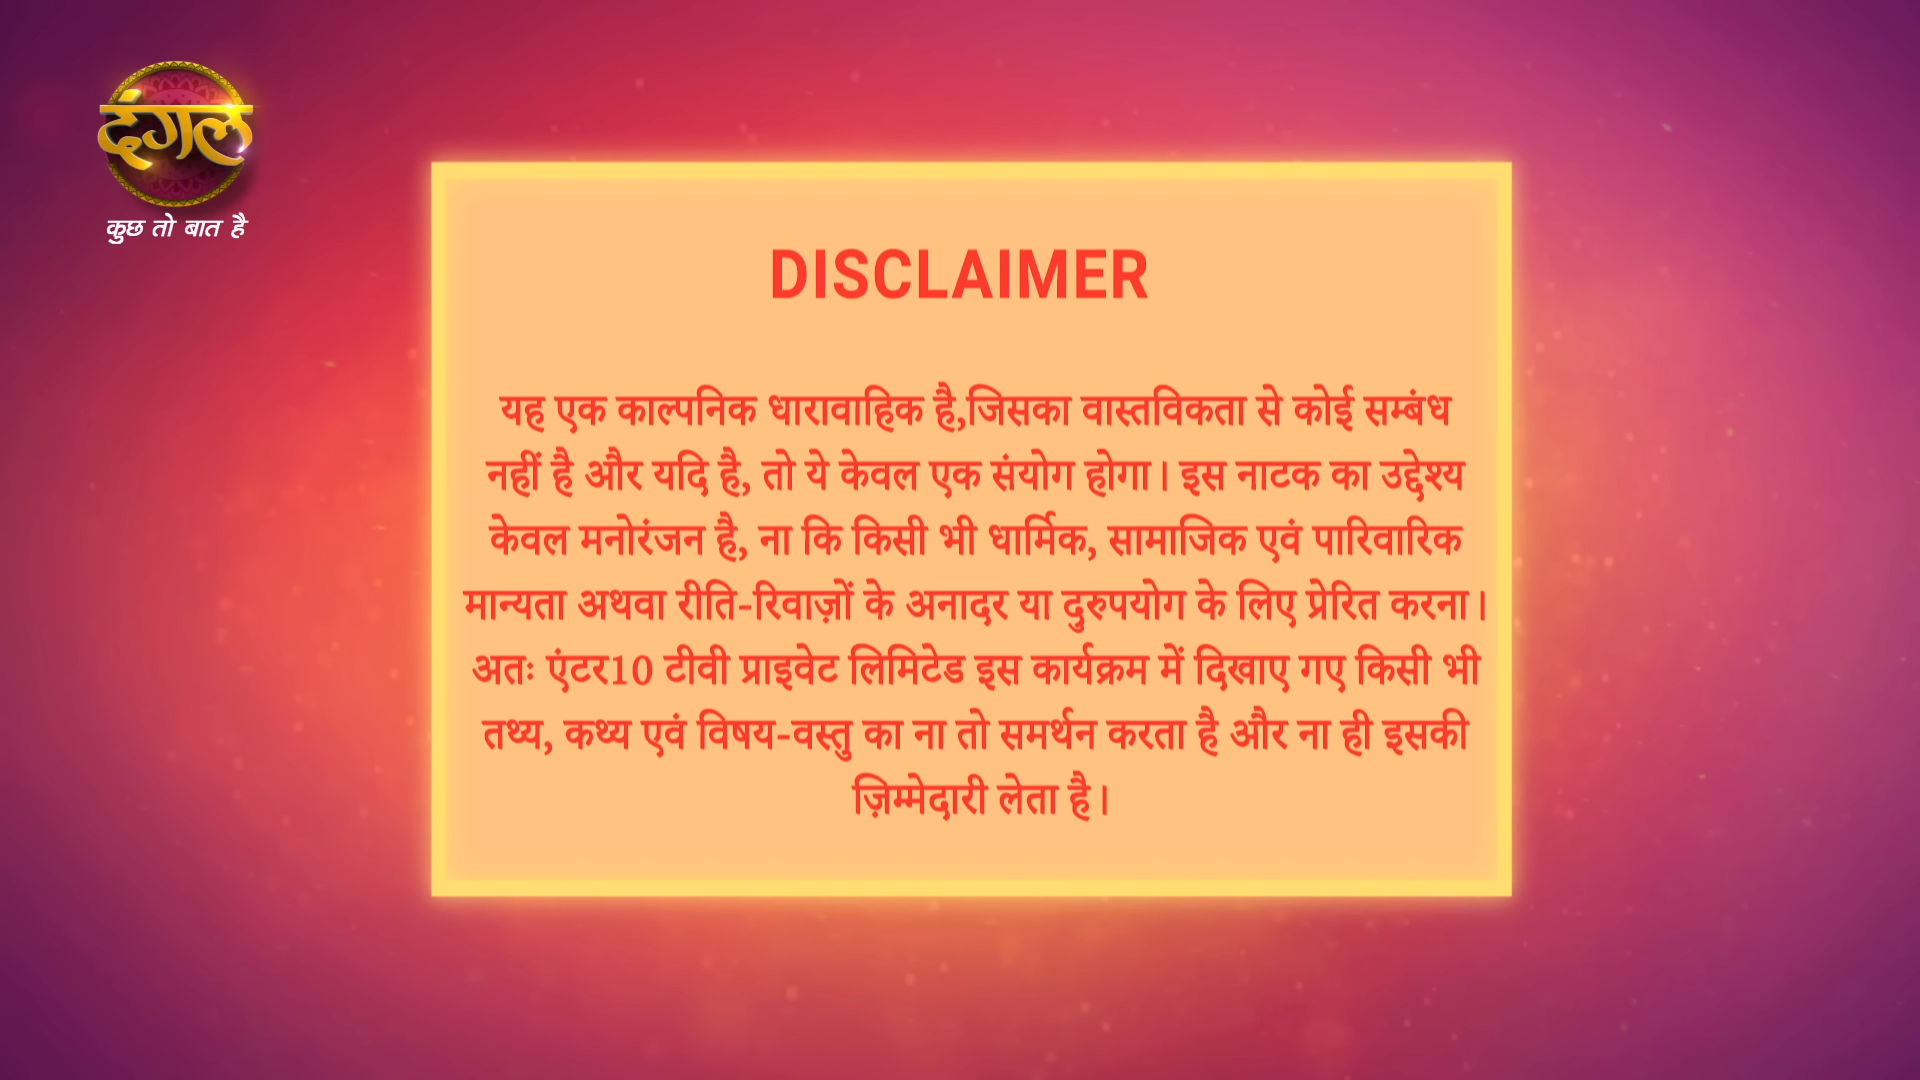 दंगल
कुछ तो बात है
DISCLAIMER
यह एक काल्पनिक धारावाहिक है,जिसका वास्तविकता से कोई सम्बंध
नहीं है और यदि है, तो ये केवल एक संयोग होगा। इस नाटक का उद्देश्य
केवल मनोरंजन है, ना कि किसी भी धार्मिक, सामाजिक एवं पारिवारिक
मान्यता अथवा रीति-रिवाज़ों के अनादर या दुरुपयोग के लिए प्रेरित करना।
अतः एंटर10 टीवी प्राइवेट लिमिटेड इस कार्यक्रम में दिखाए गए किसी भी
तथ्य, कथ्य एवं विषय-वस्तु का ना तो समर्थन करता है और ना ही इसकी
ज़िम्मेदारी लेता है।